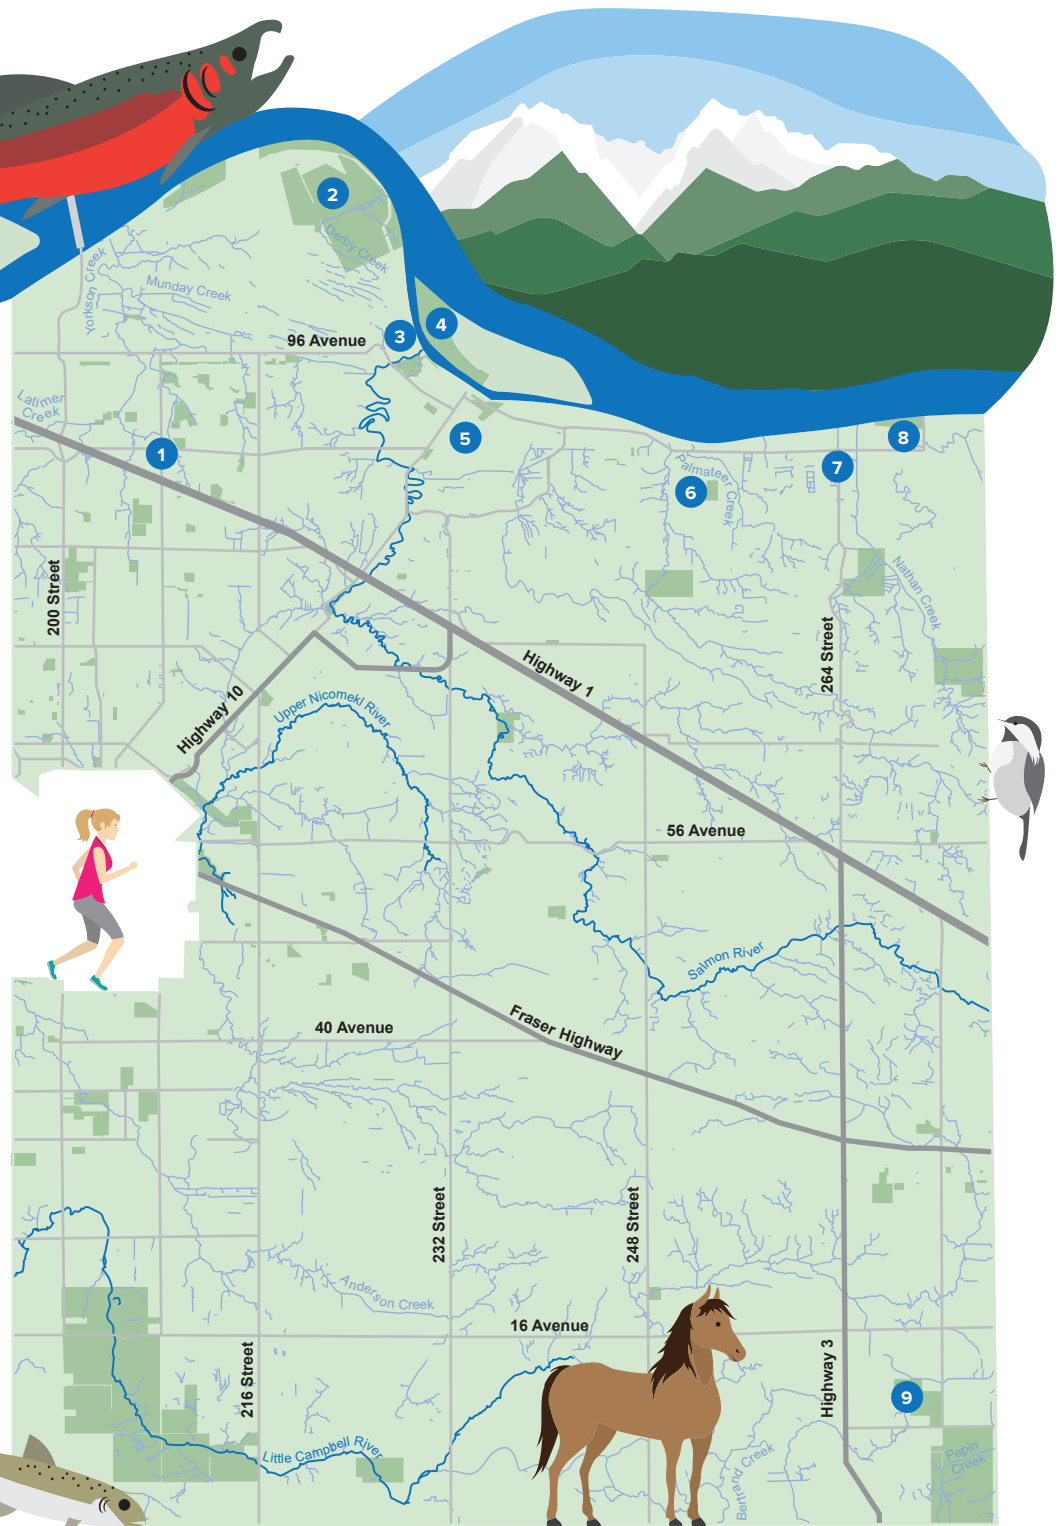 2
Derby Creek
Yorkson Creek
Munday Creek
3
4
96 Avenue
Latimer
Creek
1
5
8
7
Palmateer Creek
6
200 Street
Nathan Creek
264 Street
Highway 1
Highway 10
Upper Nicomekl River
56 Avenue
Salmon River
Fraser Highway
40 Avenue
232 Street
248 Street
Anderson Creek
16 Avenue
216 Street
Highway 3
9
Little Campbell River
Bertrand Creek
Pepin
Creek